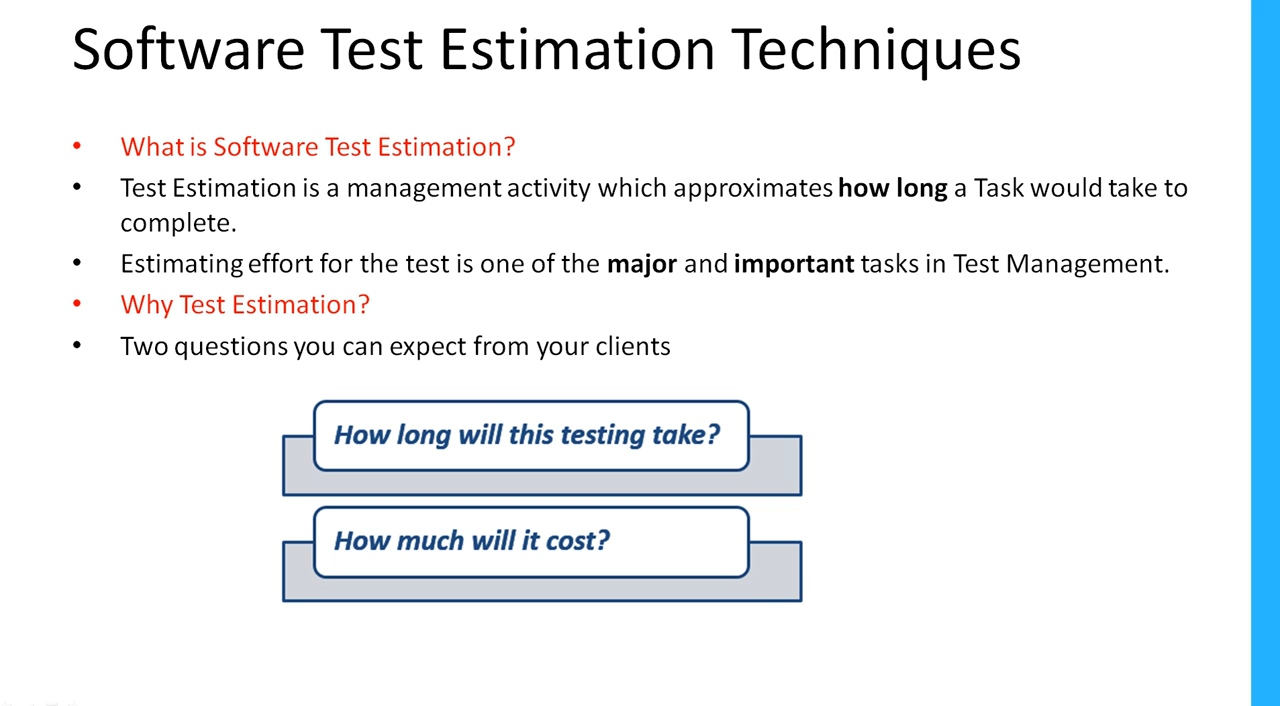 Software Test Estimation Techniques
• What is Software Test Estimation?
• Test Estimation is a management activity which approximates how long a Task would take to
complete.
• Estimating effort for the test is one of the major and important tasks in Test Management.
• Why Test Estimation?
• Two questions you can expect from your clients
How long will this testing take?
How much will it cost?